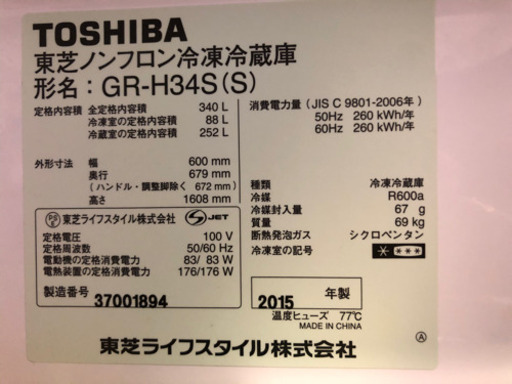 TOSHIBA
東芝ノンフロン冷凍冷蔵庫
形名：GR-H34S(S)
定格内容積 全定格内容積 340 L
冷凍室の定格内容積 88 L
冷蔵室の定格内容積 252 L
外形寸法 幅 600 mm
奥行 679 mm
(ハンドル・調整脚除く 672 mm)
高さ 1608 mm
消費電力量 (JIS C 9801-2006年)
50Hz 260 kWh/年
60Hz 260 kWh/年
種類 冷凍冷蔵庫
冷媒 R600a
冷媒封入量 67 g
質量 69 kg
断熱発泡ガス シクロペンタン
冷凍室の記号
PSE 東芝ライフスタイル株式会社 S JET
定格電圧 100 V
定格周波数 50/60 Hz
電動機の定格消費電力 83/ 83 W
電熱装置の定格消費電力 176/176 W
製造番号 37001894
2015 年製
温度ヒューズ 77℃
MADE IN CHINA
A
東芝ライフスタイル株式会社